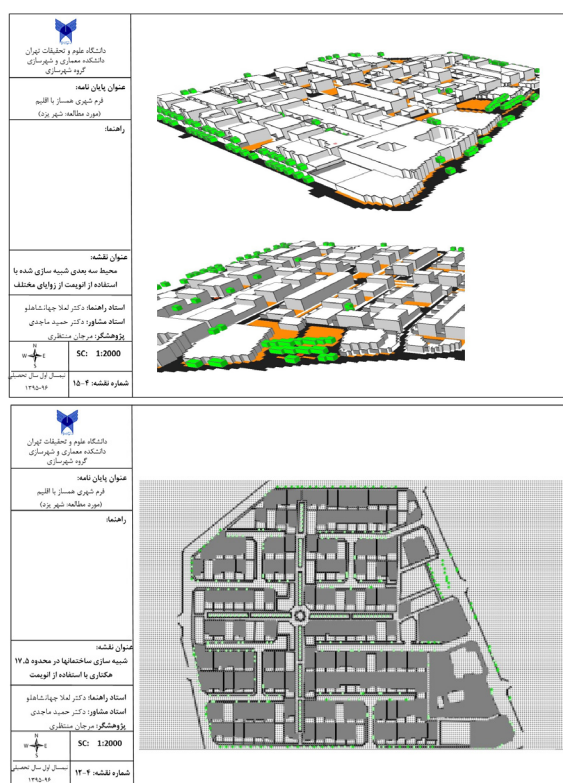 دانشگاه علوم و تحقیقات تهران
دانشکده معماری و شهرسازی
گروه شهرسازی
عنوان پایان نامه:
فرم شهری همساز با اقلیم
(مورد مطالعه: شهر یزد)
راهنما:
عنوان نقشه:
محیط سه بعدی شبیه سازی شده با
استفاده از انویمت از زوایای مختلف
استاد راهنما: دکتر لعلا جهانشاهلو
استاد مشاور: دکتر حمید ماجدی
پژوهشگر: مرجان منتظری
N
W E
S
SC: 1:2000
نیمسال اول سال تحصیلی
۱۳۹۵-۹۶
شماره نقشه: ۴-۱۵
دانشگاه علوم و تحقیقات تهران
دانشکده معماری و شهرسازی
گروه شهرسازی
عنوان پایان نامه:
فرم شهری همساز با اقلیم
(مورد مطالعه: شهر یزد)
راهنما:
عنوان نقشه:
شبیه سازی ساختمانها در محدوده ۱۷.۵
هکتاری با استفاده از انویمت
استاد راهنما: دکتر لعلا جهانشاهلو
استاد مشاور: دکتر حمید ماجدی
پژوهشگر: مرجان منتظری
N
W E
S
SC: 1:2000
نیمسال اول سال تحصیلی
۱۳۹۵-۹۶
شماره نقشه: ۴-۱۳